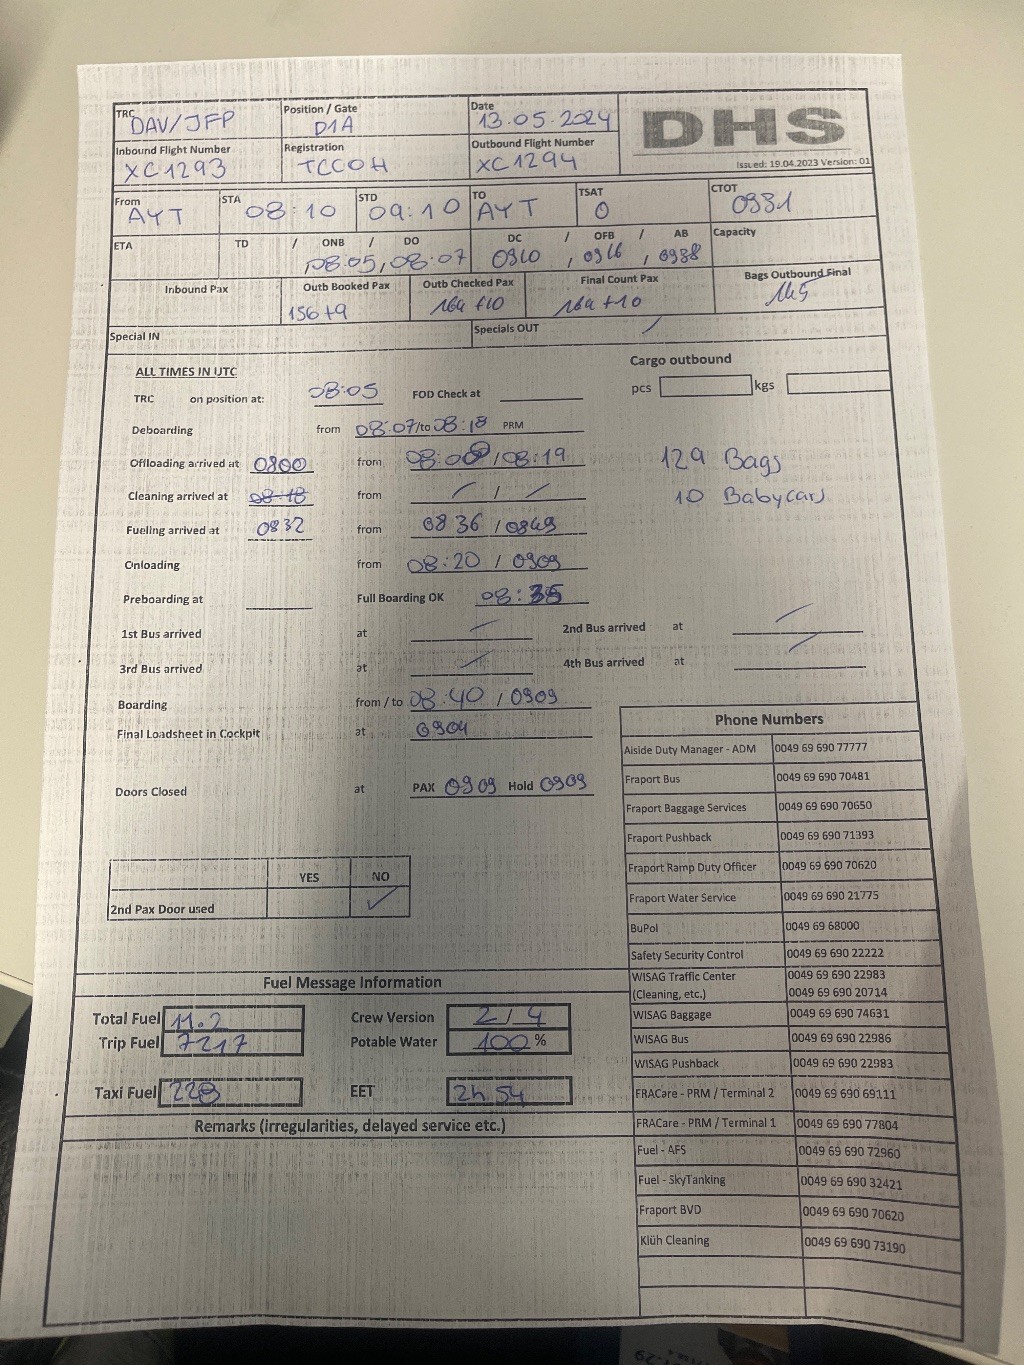 TRC DAV/JFP Position / Gate D1A Date 13.05.2024 DHS
Issued: 19.04.2023 Version: 01
Inbound Flight Number XC1293 Registration TCCOH Outbound Flight Number XC1294
From AYT STA 08:10 STD 09:10 TO AYT TSAT 0 CTOT 0931
ETA TD / ONB / DO 08:05, 08:07 DC / OFB / AB 0910, 0916, 0938 Capacity
Inbound Pax Outb Booked Pax 156+9 Outb Checked Pax 164+10 Final Count Pax 164+10 Bags Outbound Final
Special IN Specials OUT /
ALL TIMES IN UTC Cargo outbound
TRC on position at: 08:05 FOD Check at pcs kgs
Deboarding from 08:07/to 08:18 PRM
Offloading arrived at 0800 from 08:08/08:19 129 Bags
Cleaning arrived at 08:18 from / / / 10 Babycars
Fueling arrived at 0832 from 0836/0849
Onloading from 08:20 / 0909
Preboarding at Full Boarding OK 08:35
1st Bus arrived at / 2nd Bus arrived at /
3rd Bus arrived at / 4th Bus arrived at /
Boarding from / to 08:40 / 0909
Final Loadsheet in Cockpit at 0904
Doors Closed at PAX 0909 Hold 0909
YES NO
2nd Pax Door used ✓
Phone Numbers
Aiside Duty Manager - ADM 0049 69 690 77777
Fraport Bus 0049 69 690 70481
Fraport Baggage Services 0049 69 690 70650
Fraport Pushback 0049 69 690 71393
Fraport Ramp Duty Officer 0049 69 690 70620
Fraport Water Service 0049 69 690 21775
BuPol 0049 69 68000
Safety Security Control 0049 69 690 22222
WISAG Traffic Center 0049 69 690 22983
(Cleaning, etc.) 0049 69 690 20714
WISAG Baggage 0049 69 690 74631
WISAG Bus 0049 69 690 22986
WISAG Pushback 0049 69 690 22983
FRACare - PRM / Terminal 2 0049 69 690 69111
FRACare - PRM / Terminal 1 0049 69 690 77804
Fuel - AFS 0049 69 690 72960
Fuel - SkyTanking 0049 69 690 32421
Fraport BVD 0049 69 690 70620
Klüh Cleaning 0049 69 690 73190
Fuel Message Information
Total Fuel 11.2 Crew Version 2/4
Trip Fuel 7217 Potable Water 100 %
Taxi Fuel 228 EET 2h 54
Remarks (irregularities, delayed service etc.)